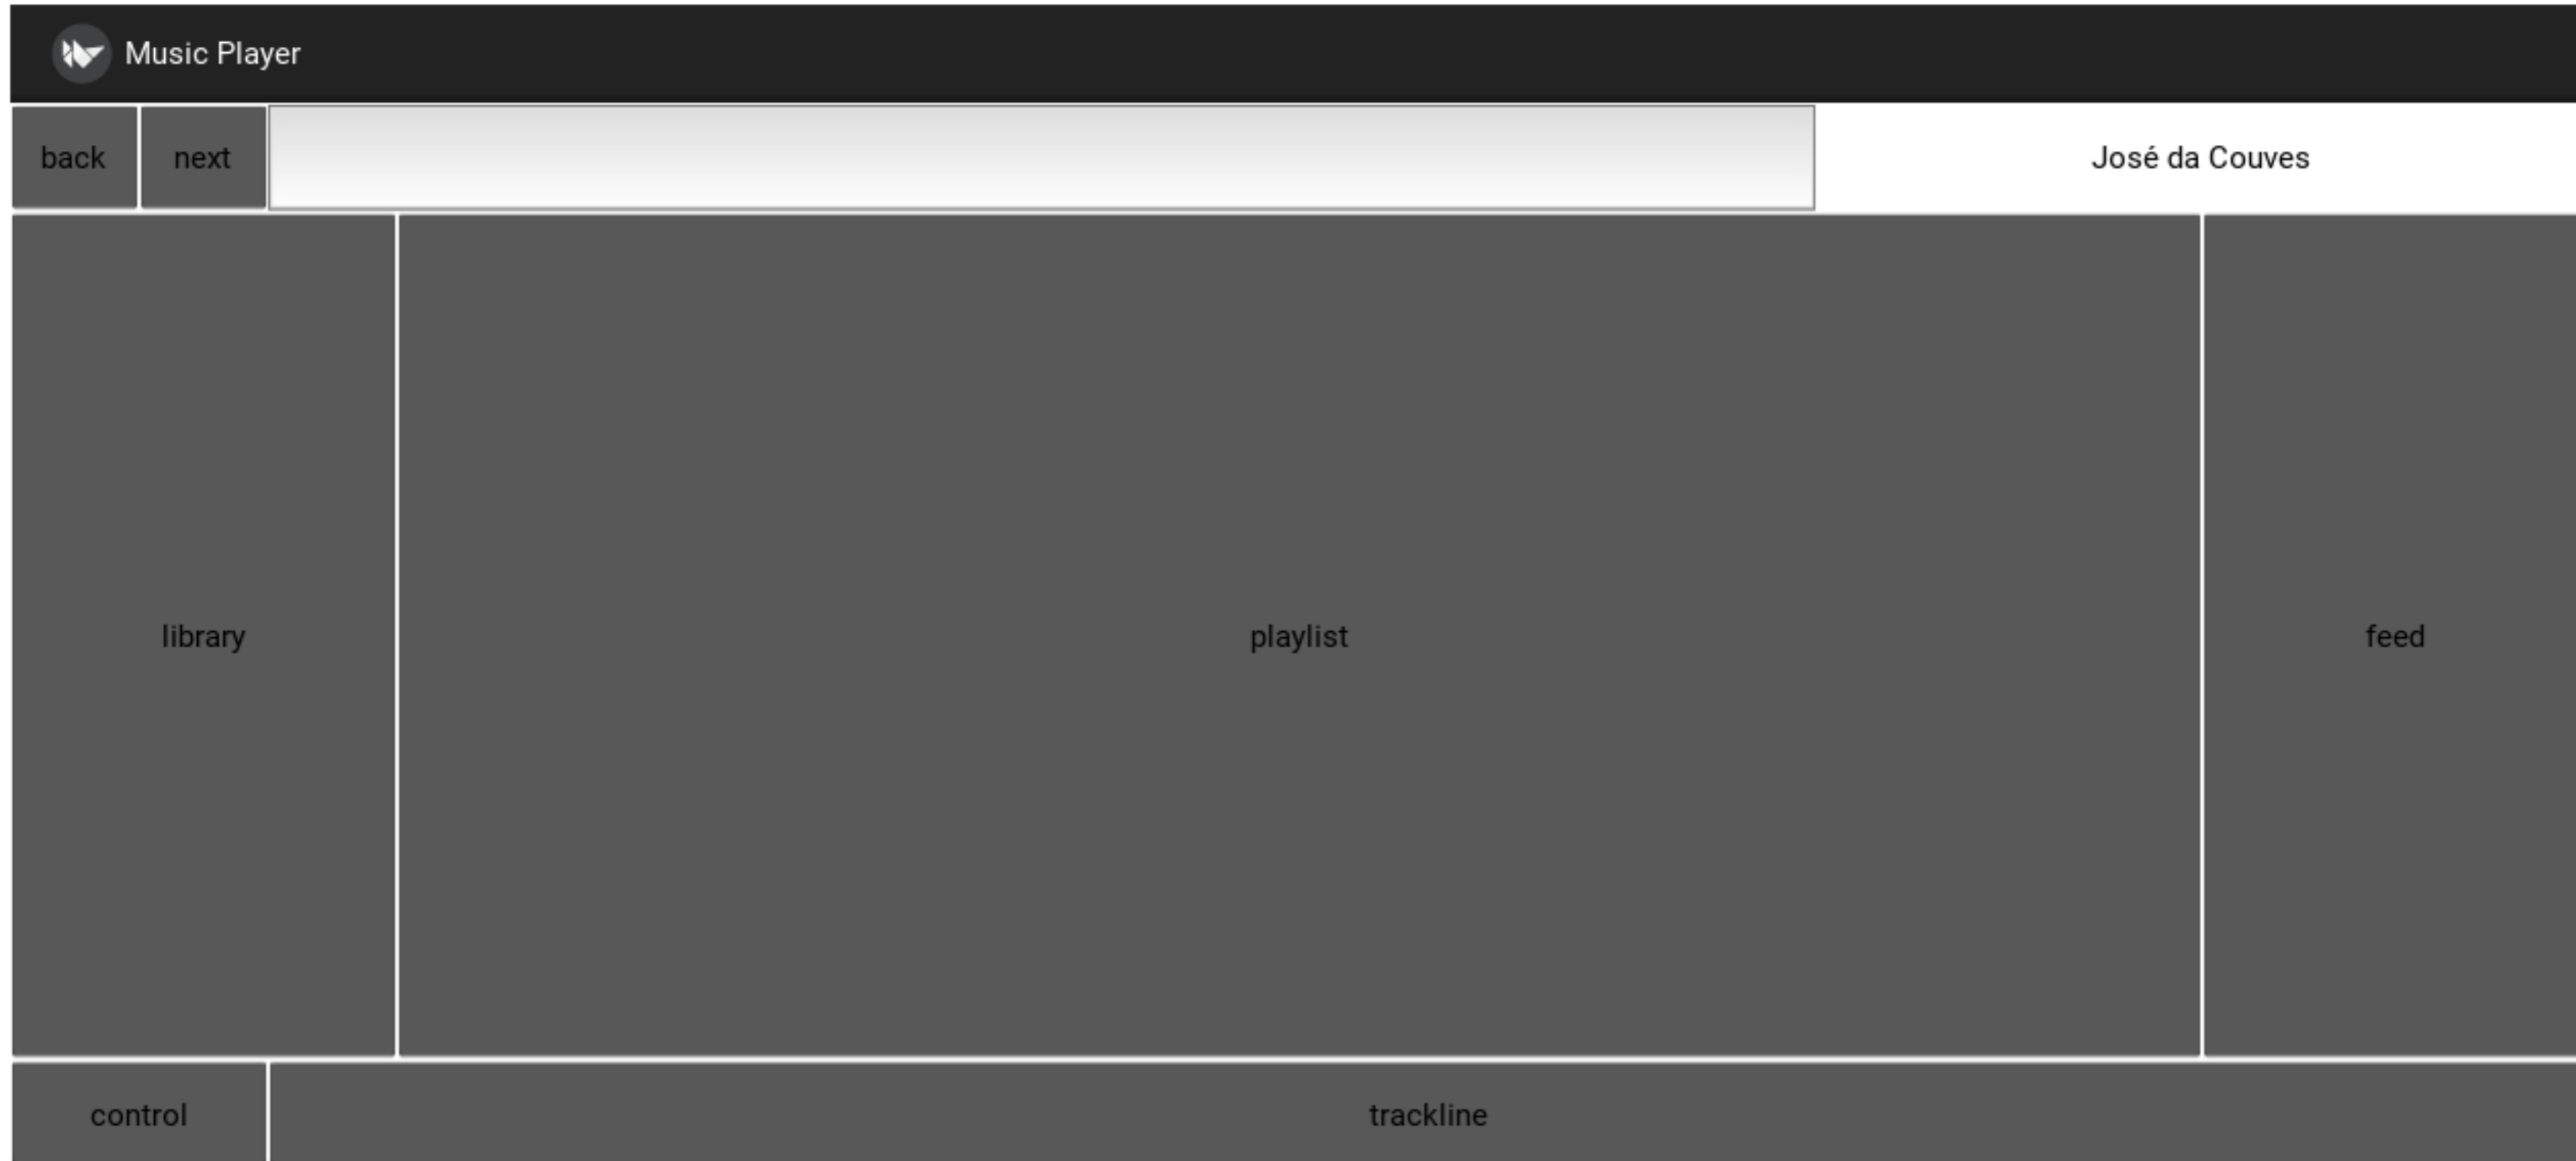 Music Player
back
next
José da Couves
library
playlist
feed
control
trackline